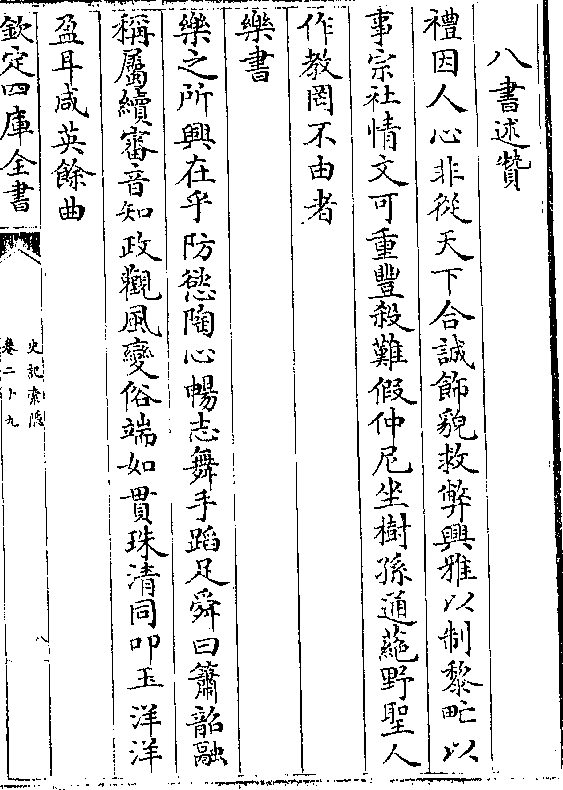 八書述贊
禮因人心非從天下合誠飾貌救弊興雅以制黎甿以
事宗社情文可重豐殺難假仲尼坐樹孫通蕝野聖人
作教罔不由者
樂書
樂之所興在乎防慾陶心暢志舞手蹈足舜曰簫韶融
稱屬續審音知政觀風變俗端如貫珠清同叩玉洋洋
盈耳咸英餘曲
欽定四庫全書
史記索隱
卷二十九
八